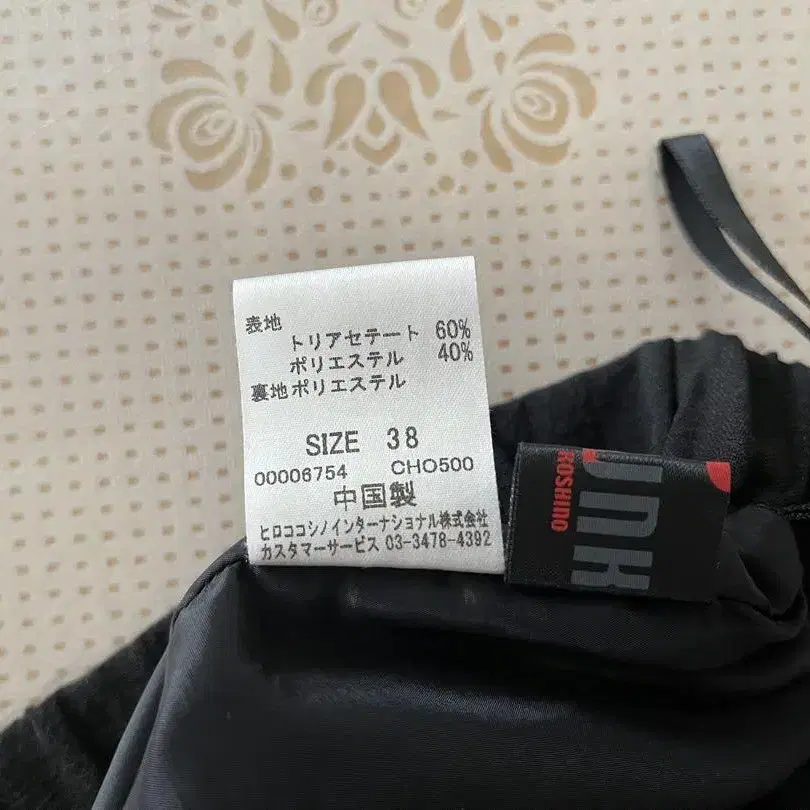 表地
トリアセテート 60%
ポリエステル 40%
裏地 ポリエステル
SIZE 38
00006754 CHO500
中国製
ヒロココシノインターナショナル株式会社
カスタマーサービス 03-3478-4392
UNK
ROSHINO